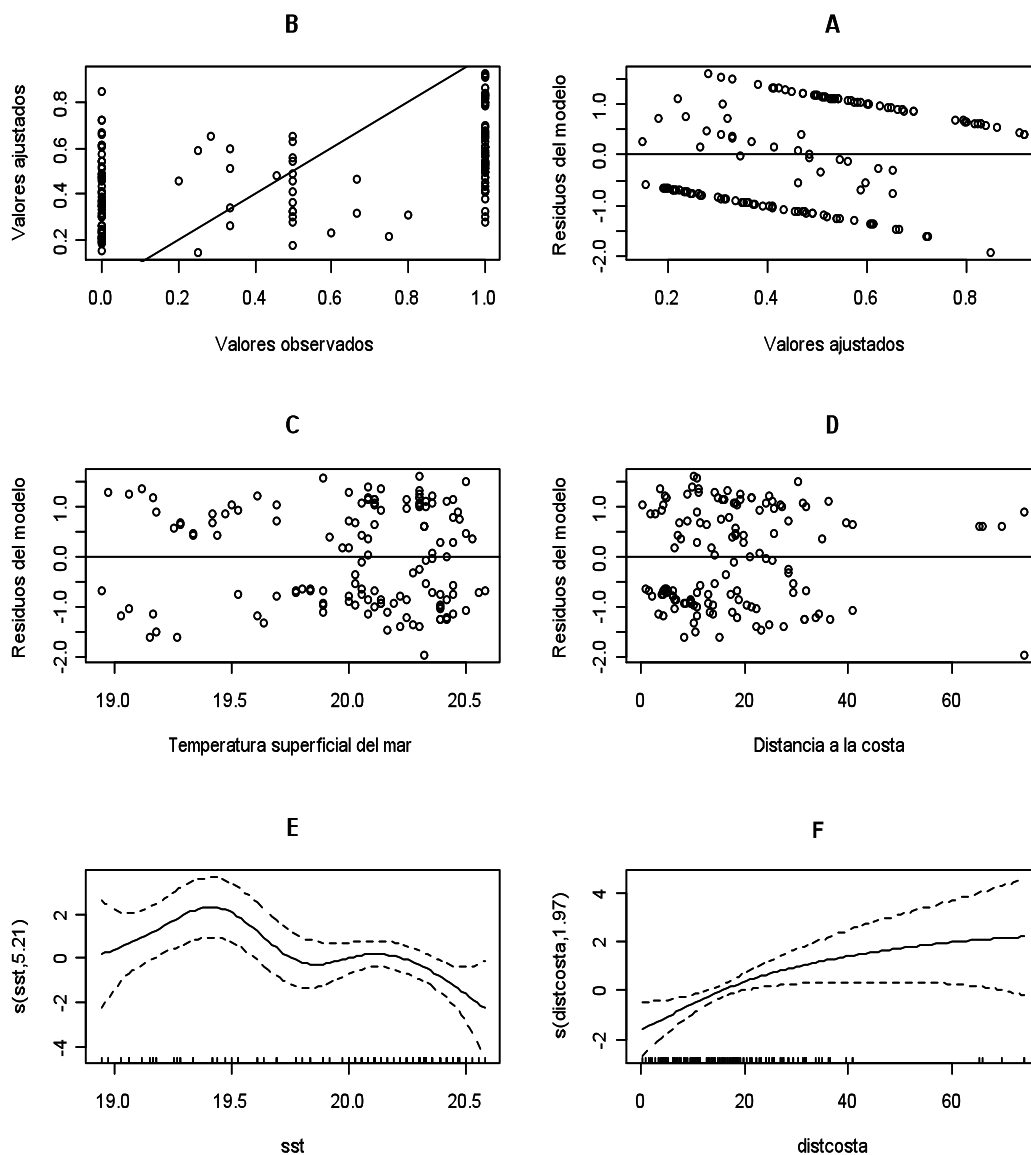 B
Valores ajustados
0.2 0.4 0.6 0.8
0.0 0.2 0.4 0.6 0.8 1.0
Valores observados
A
Residuos del modelo
-2.0 -1.0 0.0 1.0
0.2 0.4 0.6 0.8
Valores ajustados
C
Residuos del modelo
-2.0 -1.0 0.0 1.0
19.0 19.5 20.0 20.5
Temperatura superficial del mar
D
Residuos del modelo
-2.0 -1.0 0.0 1.0
0 20 40 60
Distancia a la costa
E
s(sst,5.21)
-4 -2 0 2
19.0 19.5 20.0 20.5
sst
F
s(distcosta,1.97)
-2 0 2 4
0 20 40 60
distcosta